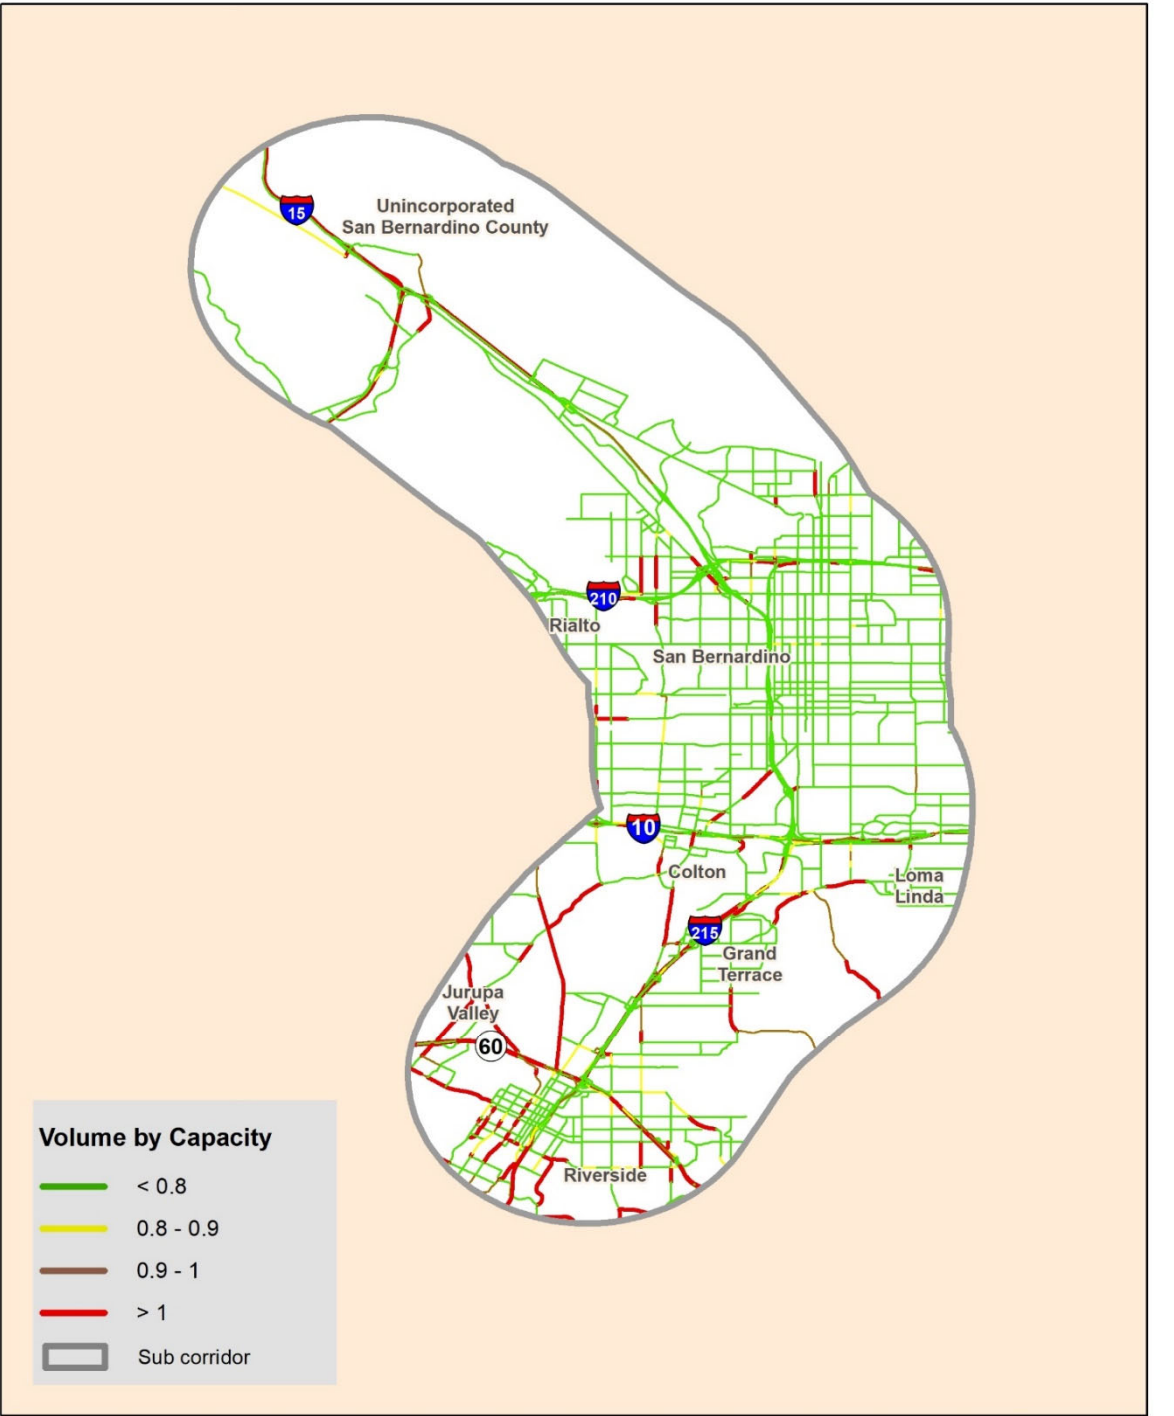 15
Unincorporated
San Bernardino County
210
Rialto
San Bernardino
10
Colton
Loma
Linda
215
Grand
Terrace
Jurupa
Valley
60
Riverside
Volume by Capacity
< 0.8
0.8 - 0.9
0.9 - 1
> 1
Sub corridor